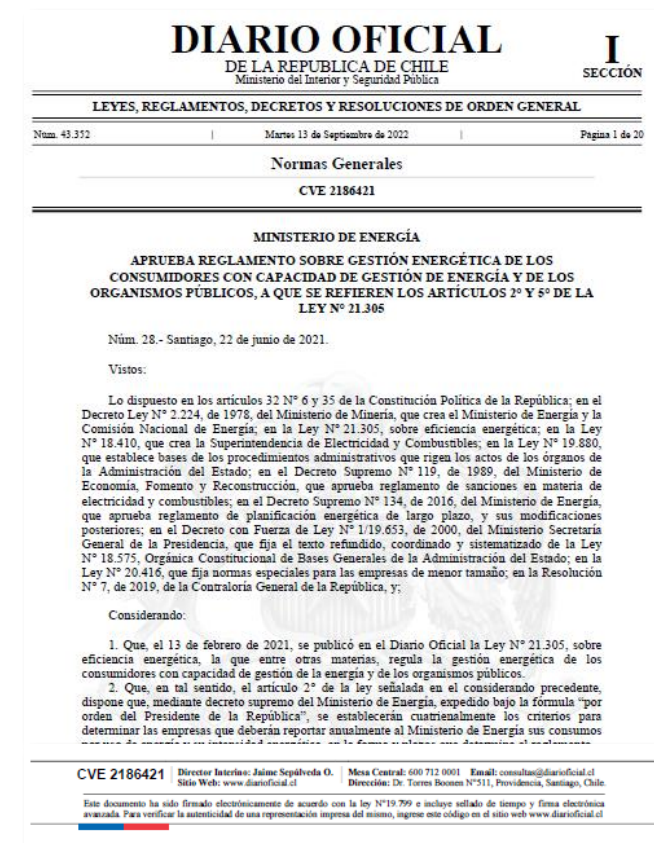 DIARIO OFICIAL
DE LA REPUBLICA DE CHILE
Ministerio del Interior y Seguridad Pública
I
SECCIÓN
LEYES, REGLAMENTOS, DECRETOS Y RESOLUCIONES DE ORDEN GENERAL
Núm. 43.352 | Martes 13 de Septiembre de 2022 | Página 1 de 20
Normas Generales
CVE 2186421
MINISTERIO DE ENERGÍA
APRUEBA REGLAMENTO SOBRE GESTIÓN ENERGÉTICA DE LOS
CONSUMIDORES CON CAPACIDAD DE GESTIÓN DE ENERGÍA Y DE LOS
ORGANISMOS PÚBLICOS, A QUE SE REFIEREN LOS ARTÍCULOS 2° Y 5° DE LA
LEY N° 21.305
Núm. 28.- Santiago, 22 de junio de 2021.
Vistos:
Lo dispuesto en los artículos 32 N° 6 y 35 de la Constitución Política de la República; en el
Decreto Ley N° 2.224, de 1978, del Ministerio de Minería, que crea el Ministerio de Energía y la
Comisión Nacional de Energía; en la Ley N° 21.305, sobre eficiencia energética; en la Ley
N° 18.410, que crea la Superintendencia de Electricidad y Combustibles; en la Ley N° 19.880,
que establece bases de los procedimientos administrativos que rigen los actos de los órganos de
la Administración del Estado; en el Decreto Supremo N° 119, de 1989, del Ministerio de
Economía, Fomento y Reconstrucción, que aprueba reglamento de sanciones en materia de
electricidad y combustibles; en el Decreto Supremo N° 134, de 2016, del Ministerio de Energía,
que aprueba reglamento de planificación energética de largo plazo, y sus modificaciones
posteriores; en el Decreto con Fuerza de Ley N° 1/19.653, de 2000, del Ministerio Secretaría
General de la Presidencia, que fija el texto refundido, coordinado y sistematizado de la Ley
N° 18.575, Orgánica Constitucional de Bases Generales de la Administración del Estado; en la
Ley N° 20.416, que fija normas especiales para las empresas de menor tamaño; en la Resolución
N° 7, de 2019, de la Contraloría General de la República, y;
Considerando:
1. Que, el 13 de febrero de 2021, se publicó en el Diario Oficial la Ley N° 21.305, sobre
eficiencia energética, la que entre otras materias, regula la gestión energética de los
consumidores con capacidad de gestión de la energía y de los organismos públicos.
2. Que, en tal sentido, el artículo 2° de la ley señalada en el considerando precedente,
dispone que, mediante decreto supremo del Ministerio de Energía, expedido bajo la fórmula "por
orden del Presidente de la República", se establecerán cuatrienalmente los criterios para
determinar las empresas que deberán reportar anualmente al Ministerio de Energía sus consumos
por uso de energía y su intensidad energética, en la forma y plazos que determine el reglamento
CVE 2186421
Director Interino: Jaime Sepúlveda O.
Sitio Web: www.diarioficial.cl
Mesa Central: 600 712 0001 Email: consultas@diarioficial.cl
Dirección: Dr. Torres Boonen N°511, Providencia, Santiago, Chile.
Este documento ha sido firmado electrónicamente de acuerdo con la ley N°19.799 e incluye sellado de tiempo y firma electrónica
avanzada. Para verificar la autenticidad de una representación impresa del mismo, ingrese este código en el sitio web www.diarioficial.cl